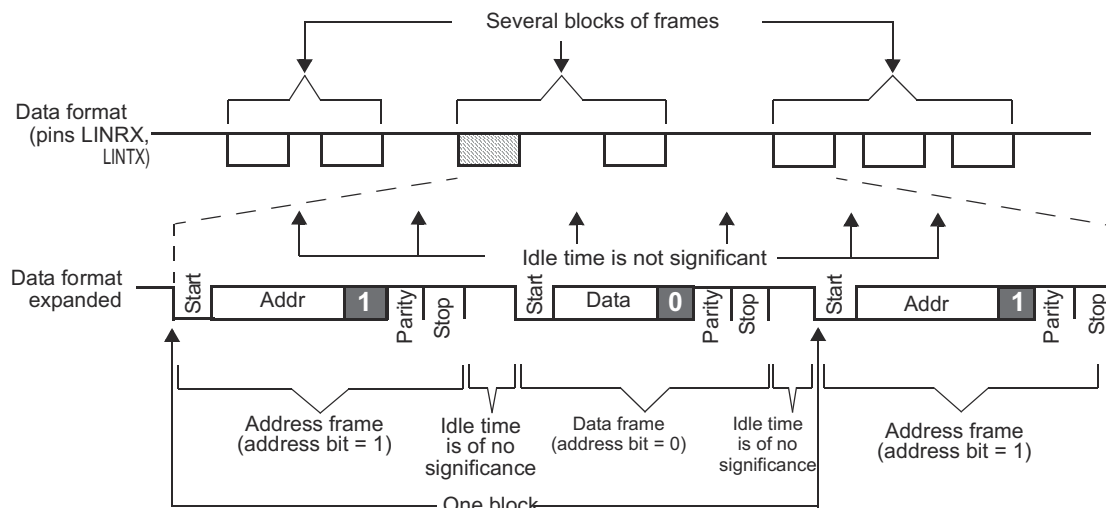 Several blocks of frames
Data format
(pins LINRX,
LINTX)
Idle time is not significant
Data format
expanded
Start
Addr
1
Parity
Stop
Start
Data
0
Parity
Stop
Start
Addr
1
Parity
Stop
Address frame
(address bit = 1)
Idle time
is of no
significance
Data frame
(address bit = 0)
Idle time
is of no
significance
Address frame
(address bit = 1)
One block